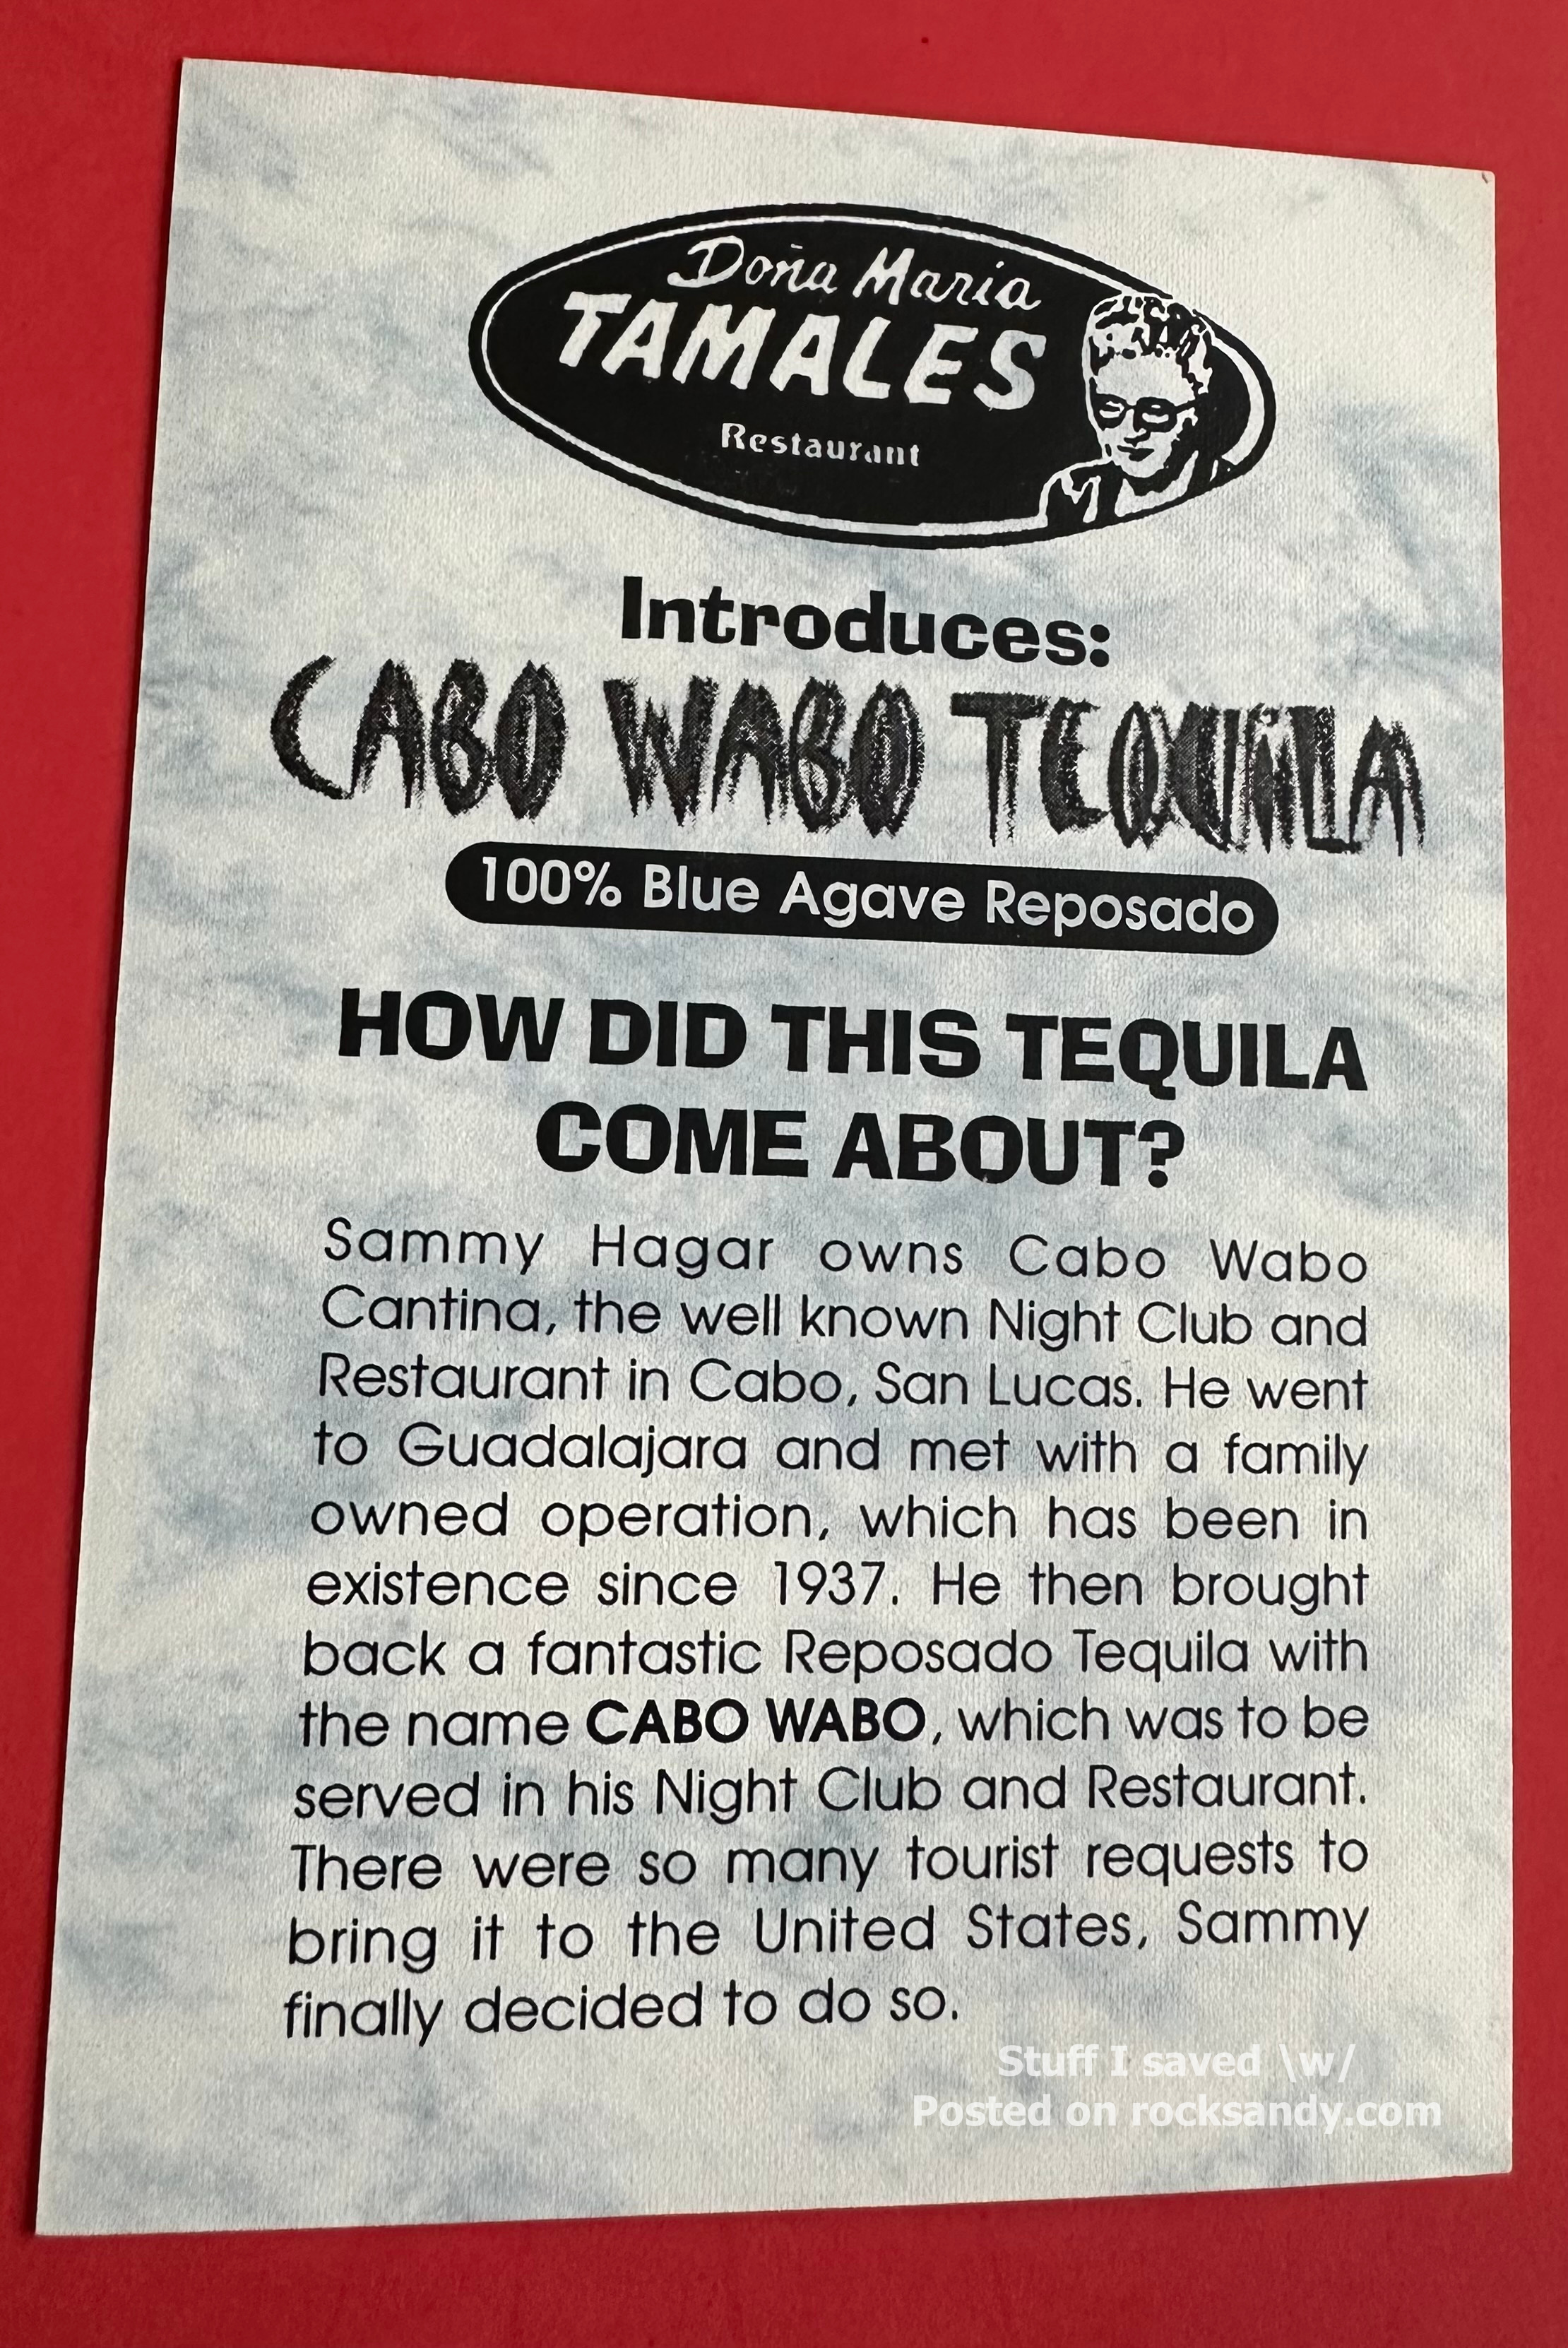 Doña Maria
TAMALES
Restaurant
Introduces:
CABO WABO TEQUILA
100% Blue Agave Reposado
HOW DID THIS TEQUILA
COME ABOUT?
Sammy Hagar owns Cabo Wabo
Cantina, the well known Night Club and
Restaurant in Cabo, San Lucas. He went
to Guadalajara and met with a family
owned operation, which has been in
existence since 1937. He then brought
back a fantastic Reposado Tequila with
the name CABO WABO, which was to be
served in his Night Club and Restaurant.
There were so many tourist requests to
bring it to the United States, Sammy
finally decided to do so.
Stuff I saved \w/
Posted on rocksandy.com